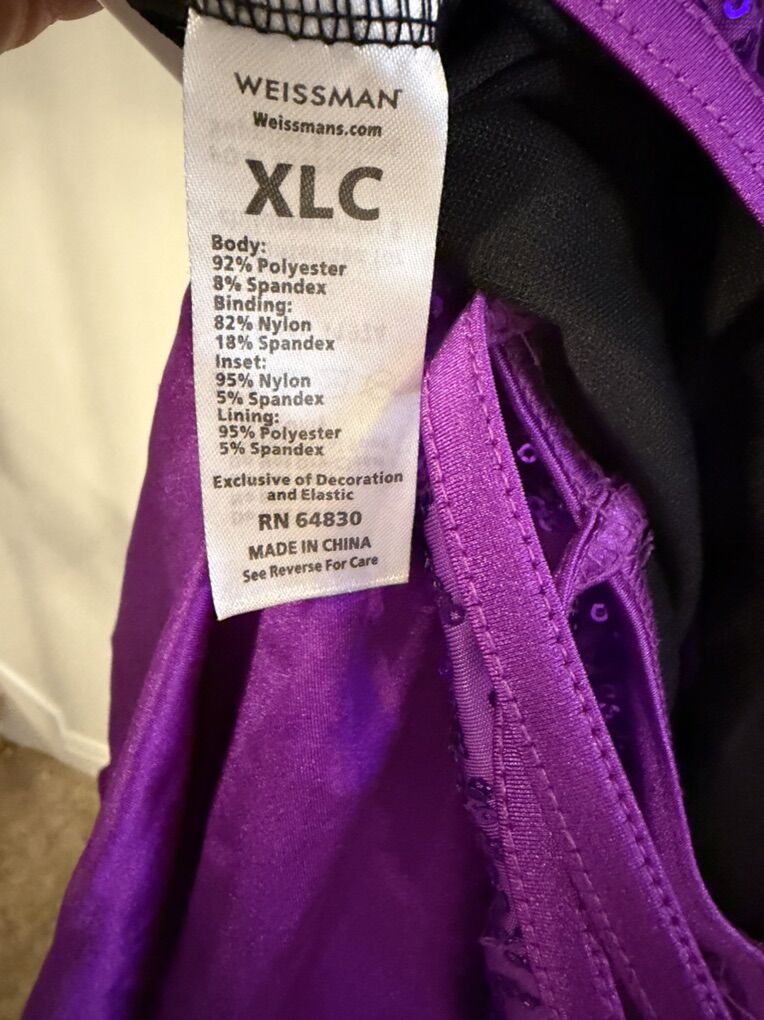 WEISSMAN
Weissmans.com
XLC
Body:
92% Polyester
8% Spandex
Binding:
82% Nylon
18% Spandex
Inset:
95% Nylon
5% Spandex
Lining:
95% Polyester
5% Spandex
Exclusive of Decoration
and Elastic
RN 64830
MADE IN CHINA
See Reverse For Care